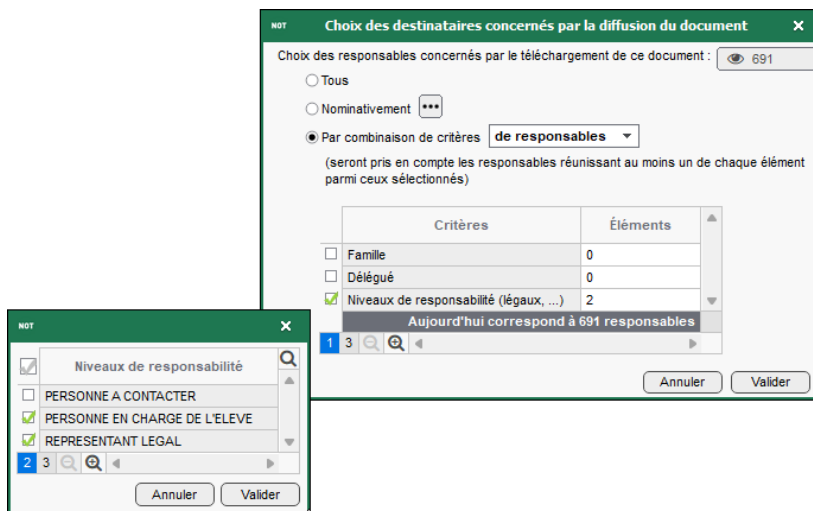 NOT Choix des destinataires concernés par la diffusion du document
Choix des responsables concernés par le téléchargement de ce document : 691
Tous
Nominativement
Par combinaison de critères de responsables
(seront pris en compte les responsables réunissant au moins un de chaque élément
parmi ceux sélectionnés)
Critères Éléments
Famille 0
Délégué 0
Niveaux de responsabilité (légaux, ...) 2
Aujourd'hui correspond à 691 responsables
1 3
Annuler Valider
NOT
Niveaux de responsabilité
PERSONNE A CONTACTER
PERSONNE EN CHARGE DE L'ELEVE
REPRESENTANT LEGAL
2 3
Annuler Valider